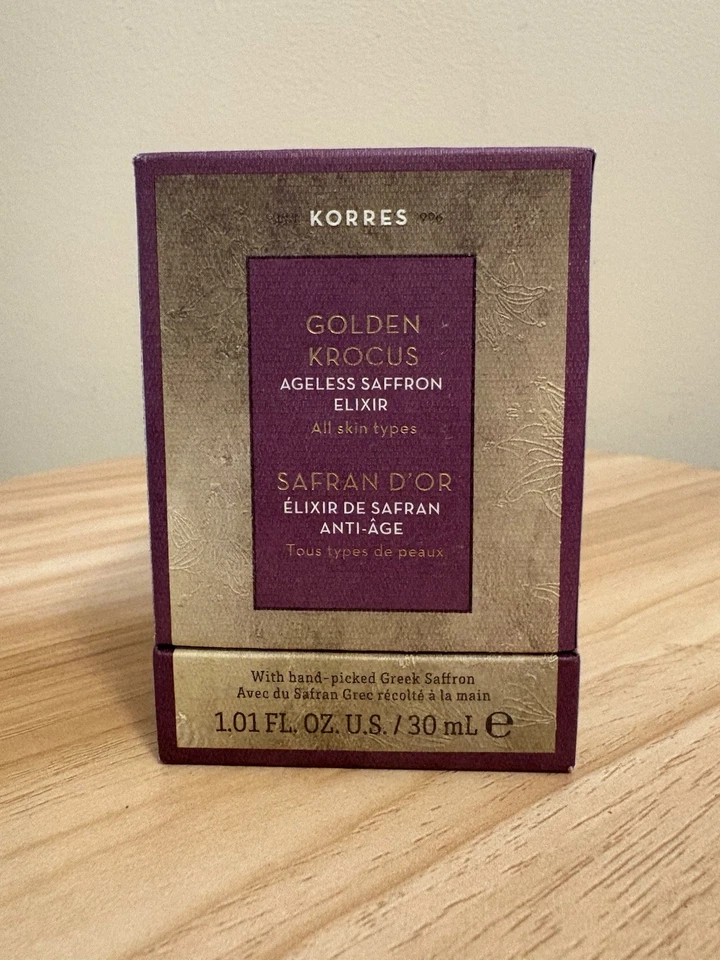 KORRES
GOLDEN
KROCUS
AGELESS SAFFRON
ELIXIR
All skin types
SAFRAN D'OR
ÉLIXIR DE SAFRAN
ANTI-ÂGE
Tous types de peaux
With hand-picked Greek Saffron
Avec du Safran Grec récolté à la main
1.01 FL. OZ. U.S. / 30 mL ℮